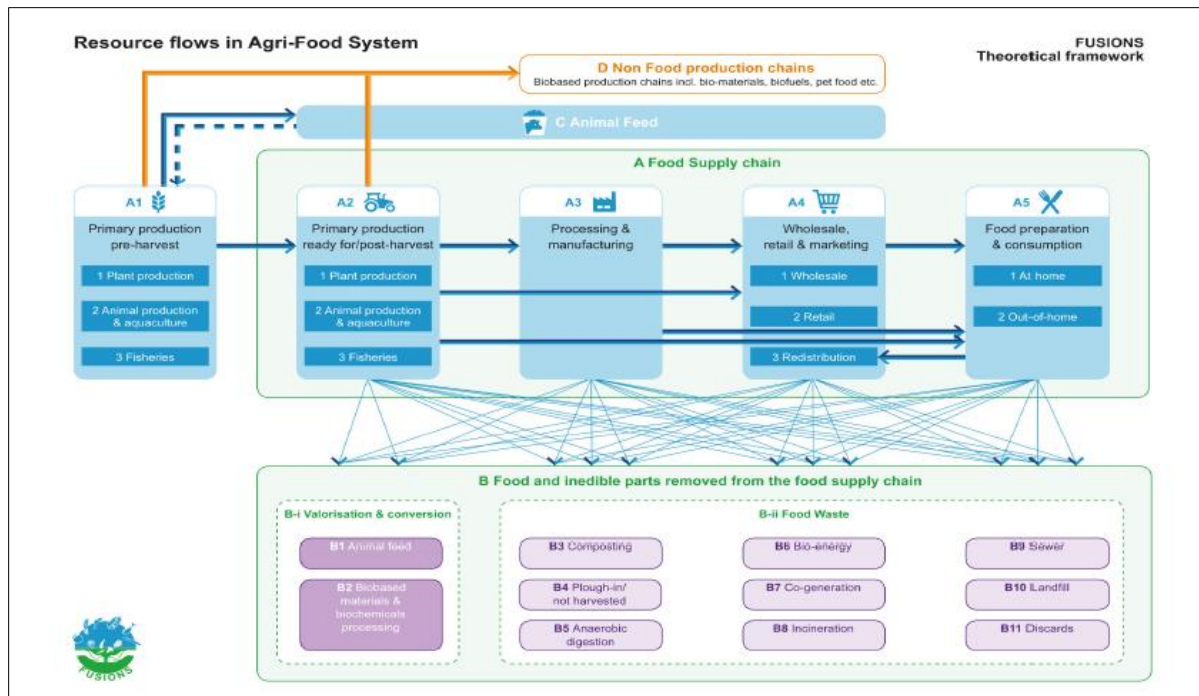 Resource flows in Agri-Food System
FUSIONS
Theoretical framework
D Non Food production chains
Biobased production chains incl. bio-materials, biofuels, pet food etc.
C Animal Feed
A Food Supply chain
A1
Primary production
pre-harvest
1 Plant production
2 Animal production
& aquaculture
3 Fisheries
A2
Primary production
ready for/post-harvest
1 Plant production
2 Animal production
& aquaculture
3 Fisheries
A3
Processing &
manufacturing
A4
Wholesale,
retail & marketing
1 Wholesale
2 Retail
3 Redistribution
A5
Food preparation
& consumption
1 At home
2 Out-of-home
B Food and inedible parts removed from the food supply chain
B-i Valorisation & conversion
B1 Animal feed
B2 Biobased
materials &
biochemicals
processing
B-ii Food Waste
B3 Composting
B4 Plough-in/
not harvested
B5 Anaerobic
digestion
B6 Bio-energy
B7 Co-generation
B8 Incineration
B9 Sewer
B10 Landfill
B11 Discards
FUSIONS